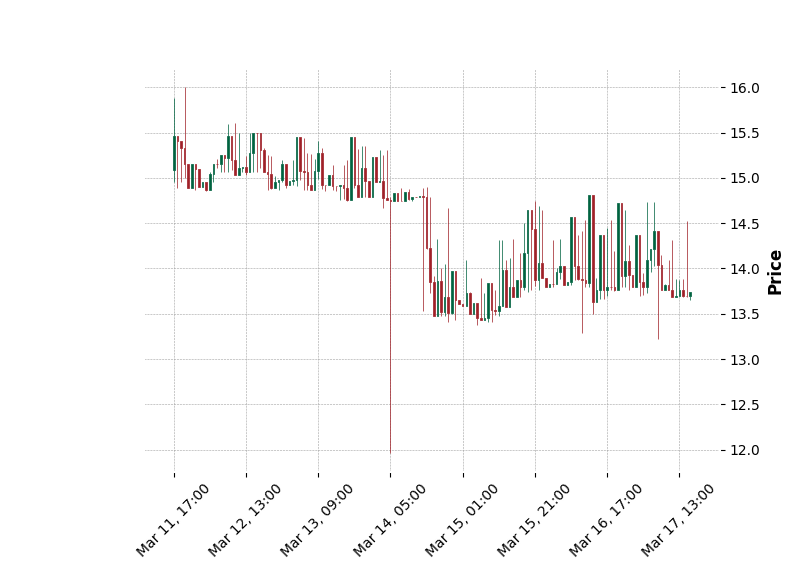 16.0
15.5
15.0
14.5
14.0
13.5
13.0
12.5
12.0
Price
Mar 11, 17:00
Mar 12, 13:00
Mar 13, 09:00
Mar 14, 05:00
Mar 15, 01:00
Mar 15, 21:00
Mar 16, 17:00
Mar 17, 13:00